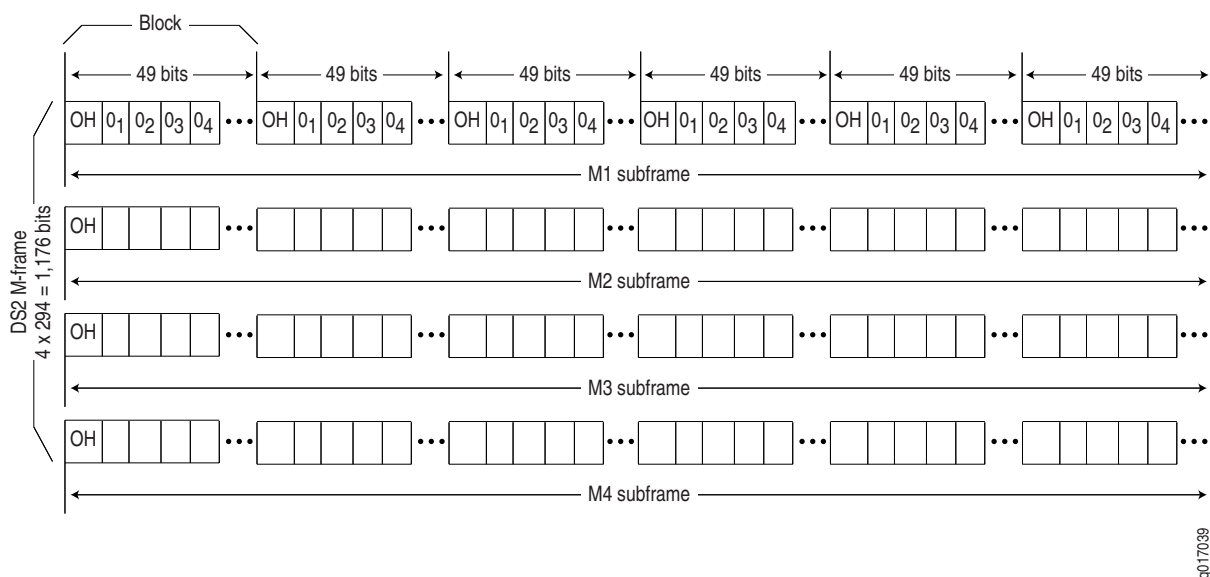 Block
49 bits 49 bits 49 bits 49 bits 49 bits 49 bits
OH 0₁ 0₂ 0₃ 0₄ ••• OH 0₁ 0₂ 0₃ 0₄ ••• OH 0₁ 0₂ 0₃ 0₄ ••• OH 0₁ 0₂ 0₃ 0₄ ••• OH 0₁ 0₂ 0₃ 0₄ ••• OH 0₁ 0₂ 0₃ 0₄ •••
M1 subframe
DS2 M-frame
4 x 294 = 1,176 bits
OH ••• ••• ••• ••• ••• •••
M2 subframe
OH ••• ••• ••• ••• ••• •••
M3 subframe
OH ••• ••• ••• ••• ••• •••
M4 subframe
g017039